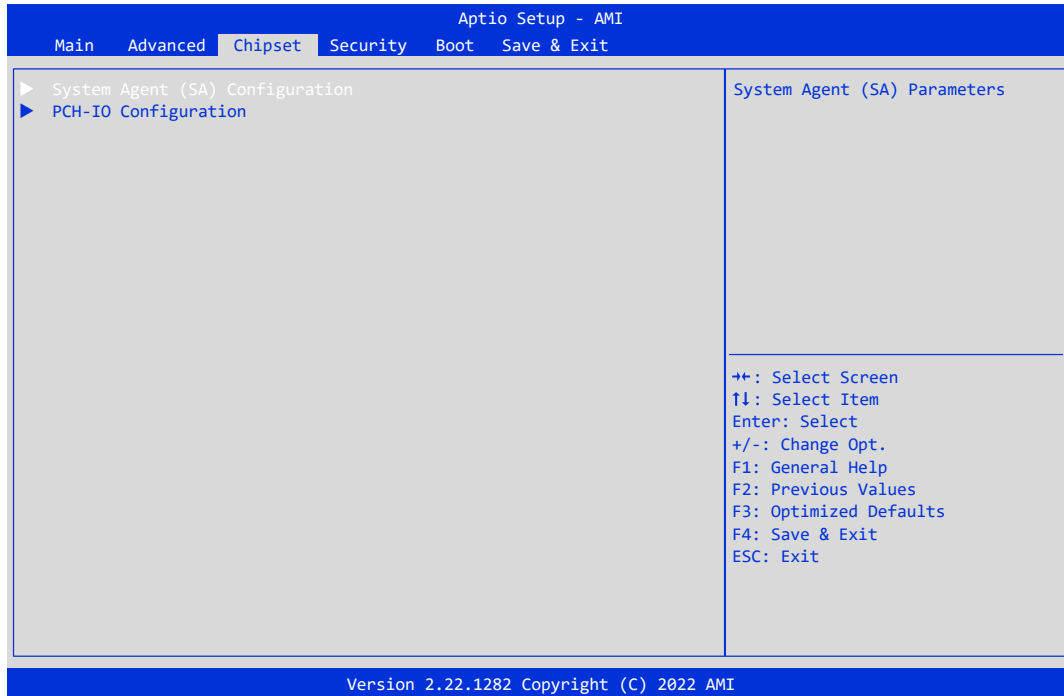 Aptio Setup - AMI
Main Advanced Chipset Security Boot Save & Exit
▶ System Agent (SA) Configuration
▶ PCH-IO Configuration
System Agent (SA) Parameters
→←: Select Screen
↑↓: Select Item
Enter: Select
+/-: Change Opt.
F1: General Help
F2: Previous Values
F3: Optimized Defaults
F4: Save & Exit
ESC: Exit
Version 2.22.1282 Copyright (C) 2022 AMI